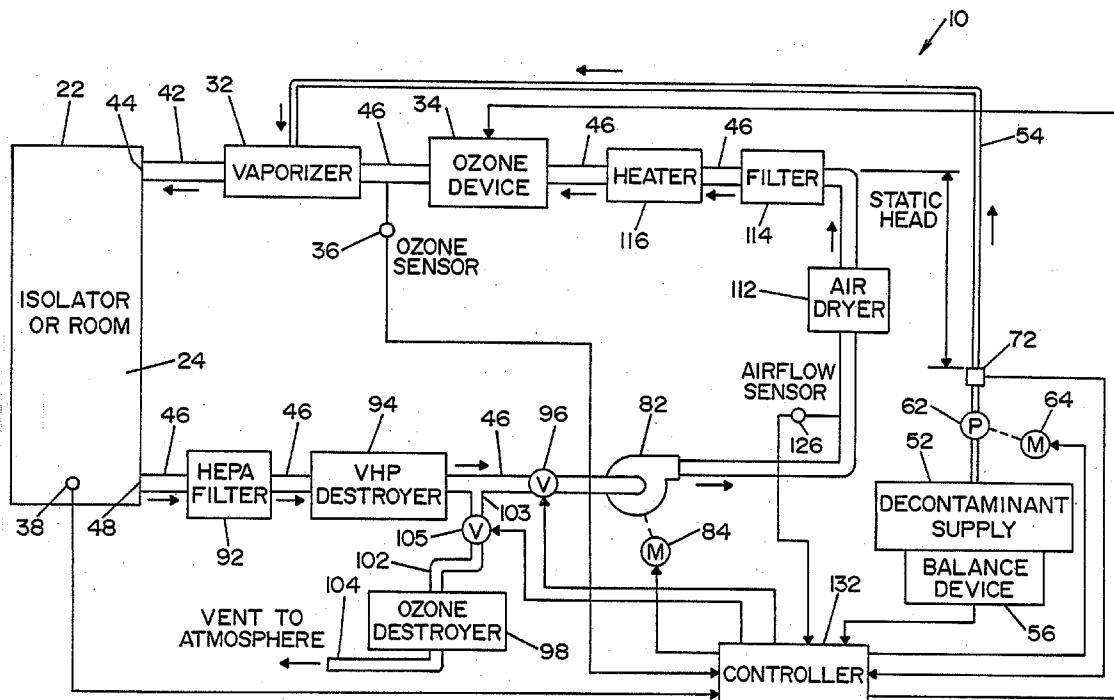 10
22
44
42
32
46
34
46
46
54
VAPORIZER
OZONE
DEVICE
HEATER
FILTER
STATIC
HEAD
116
114
36
OZONE
SENSOR
112
AIR
DRYER
ISOLATOR
OR ROOM
24
72
AIRFLOW
SENSOR
62
P
64
M
126
46
46
94
46
96
82
52
HEPA
FILTER
VHP
DESTROYER
V
103
DECONTAMINANT
SUPPLY
38
48
92
105
V
M
84
BALANCE
DEVICE
102
104
132
56
VENT TO
ATMOSPHERE
OZONE
DESTROYER
98
CONTROLLER